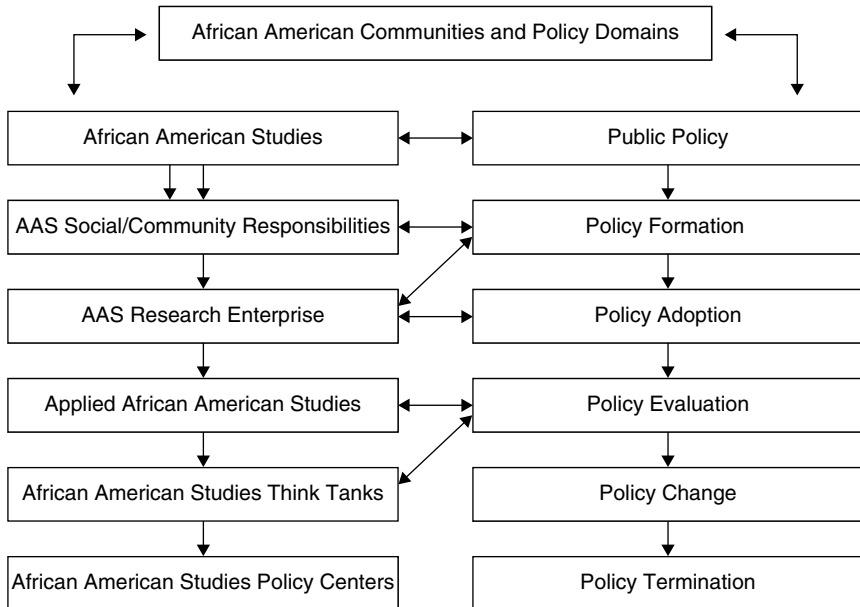 African American Communities and Policy Domains
African American Studies
Public Policy
AAS Social/Community Responsibilities
Policy Formation
AAS Research Enterprise
Policy Adoption
Applied African American Studies
Policy Evaluation
African American Studies Think Tanks
Policy Change
African American Studies Policy Centers
Policy Termination